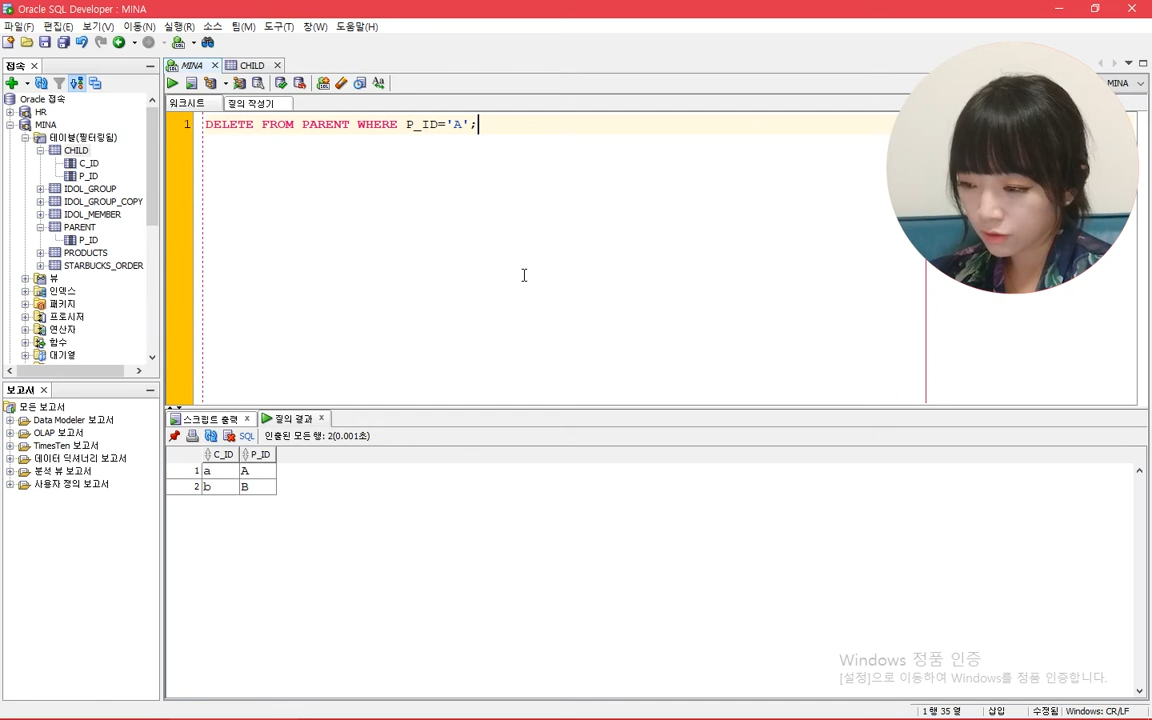 Oracle SQL Developer : MINA
파일(F) 편집(E) 보기(V) 이동(N) 실행(R) 소스 팀(M) 도구(T) 창(W) 도움말(H)
접속
MINA
CHILD
MINA
워크시트
질의 작성기
Oracle 접속
HR
MINA
테이블(필터링됨)
CHILD
C_ID
P_ID
IDOL_GROUP
IDOL_GROUP_COPY
IDOL_MEMBER
PARENT
P_ID
PRODUCTS
STARBUCKS_ORDER
뷰
인덱스
패키지
프로시저
연산자
함수
대기열
1 DELETE FROM PARENT WHERE P_ID='A';
보고서
모든 보고서
Data Modeler 보고서
OLAP 보고서
TimesTen 보고서
데이터 딕셔너리 보고서
분석 뷰 보고서
사용자 정의 보고서
스크립트 출력
질의 결과
SQL
인출된 모든 행: 2(0.001초)
C_ID P_ID
1 a A
2 b B
Windows 정품 인증
[설정]으로 이동하여 Windows를 정품 인증합니다.
1 행 35 열 삽입 수정됨 Windows: CR/LF